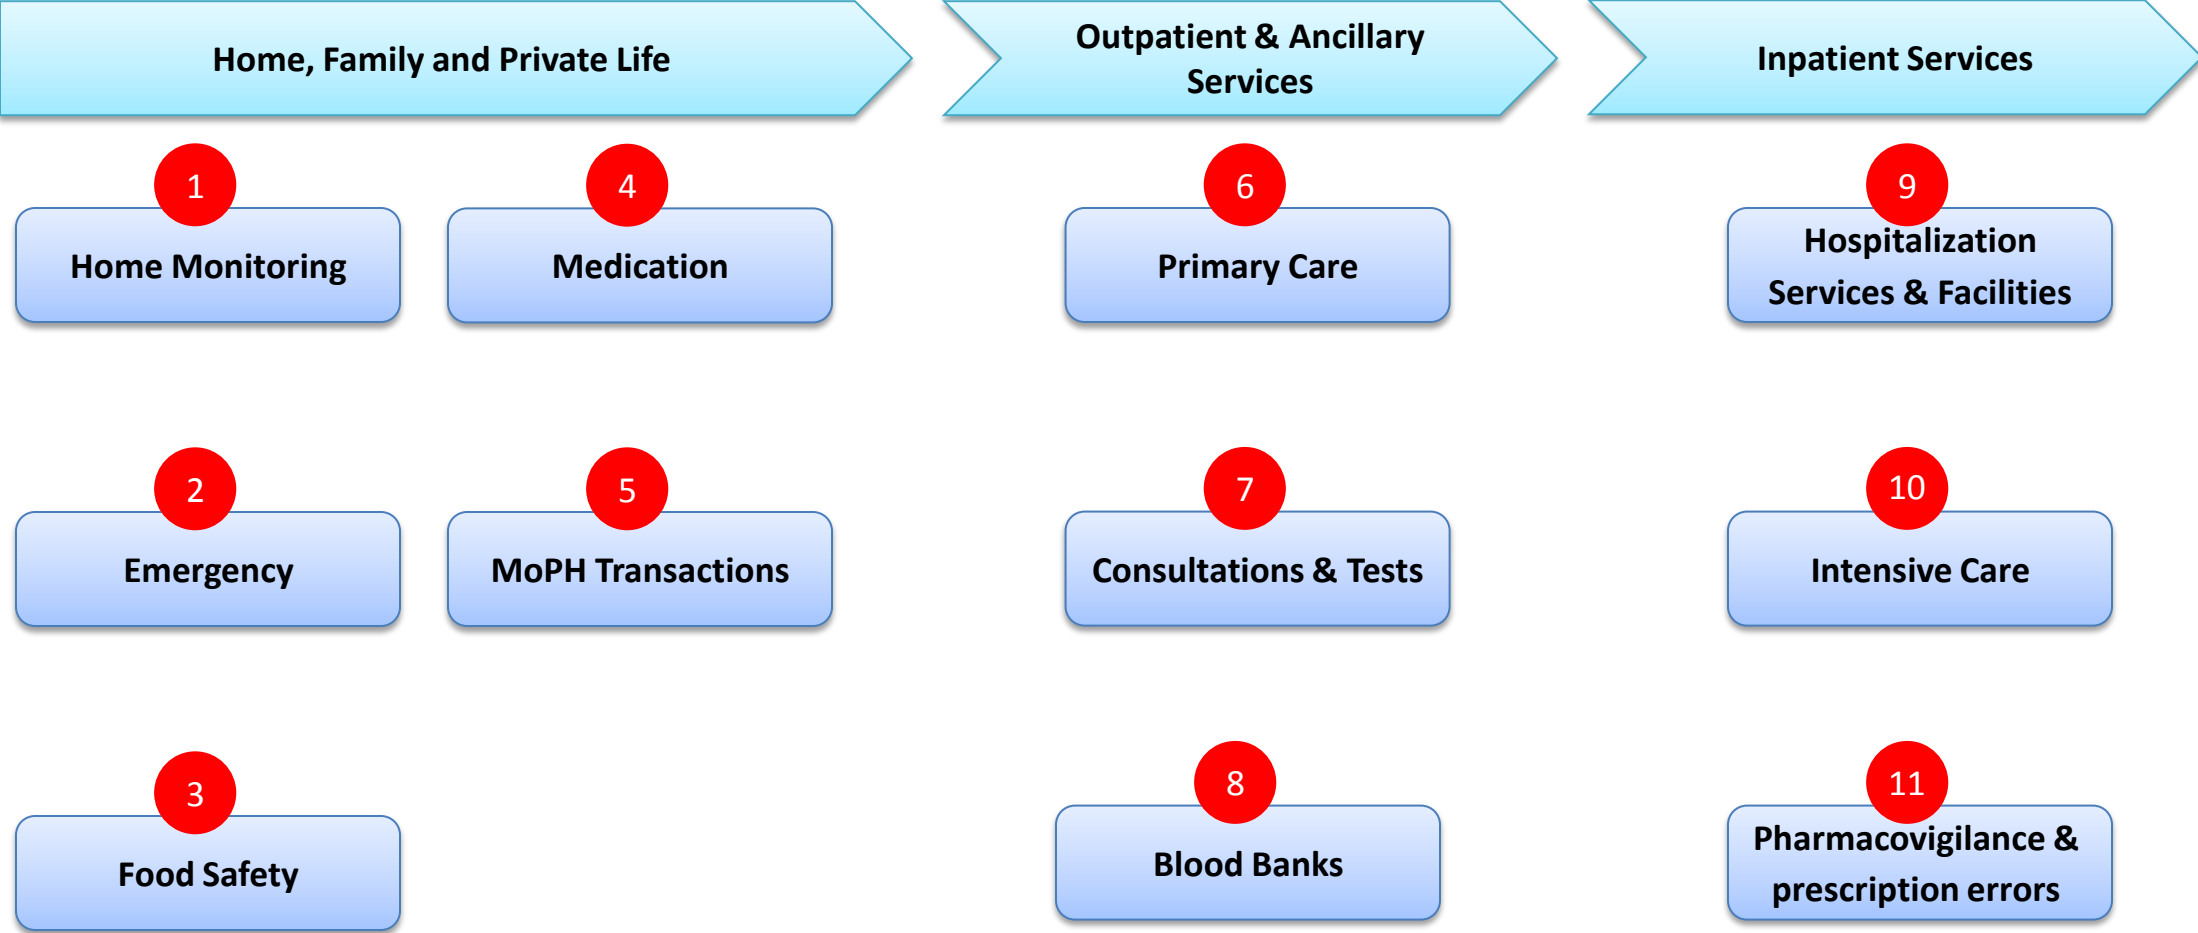 Home, Family and Private Life
Outpatient & Ancillary
Services
Inpatient Services
1
Home Monitoring
4
Medication
6
Primary Care
9
Hospitalization
Services & Facilities
2
Emergency
5
MoPH Transactions
7
Consultations & Tests
10
Intensive Care
3
Food Safety
8
Blood Banks
11
Pharmacovigilance &
prescription errors